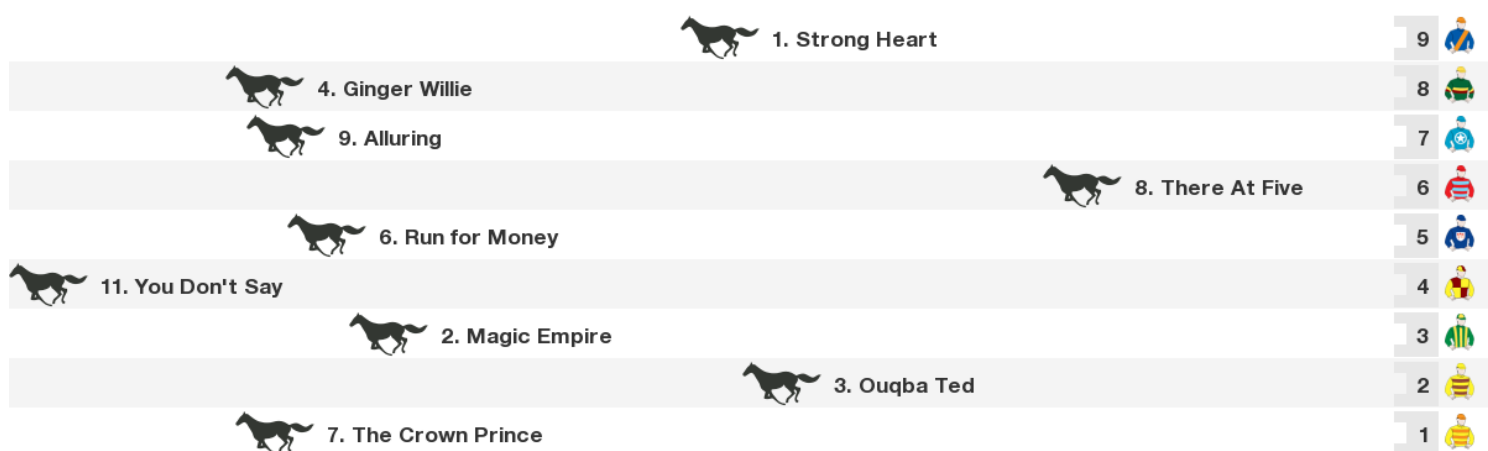 1. Strong Heart 9
4. Ginger Willie 8
9. Alluring 7
8. There At Five 6
6. Run for Money 5
11. You Don't Say 4
2. Magic Empire 3
3. Ouqba Ted 2
7. The Crown Prince 1